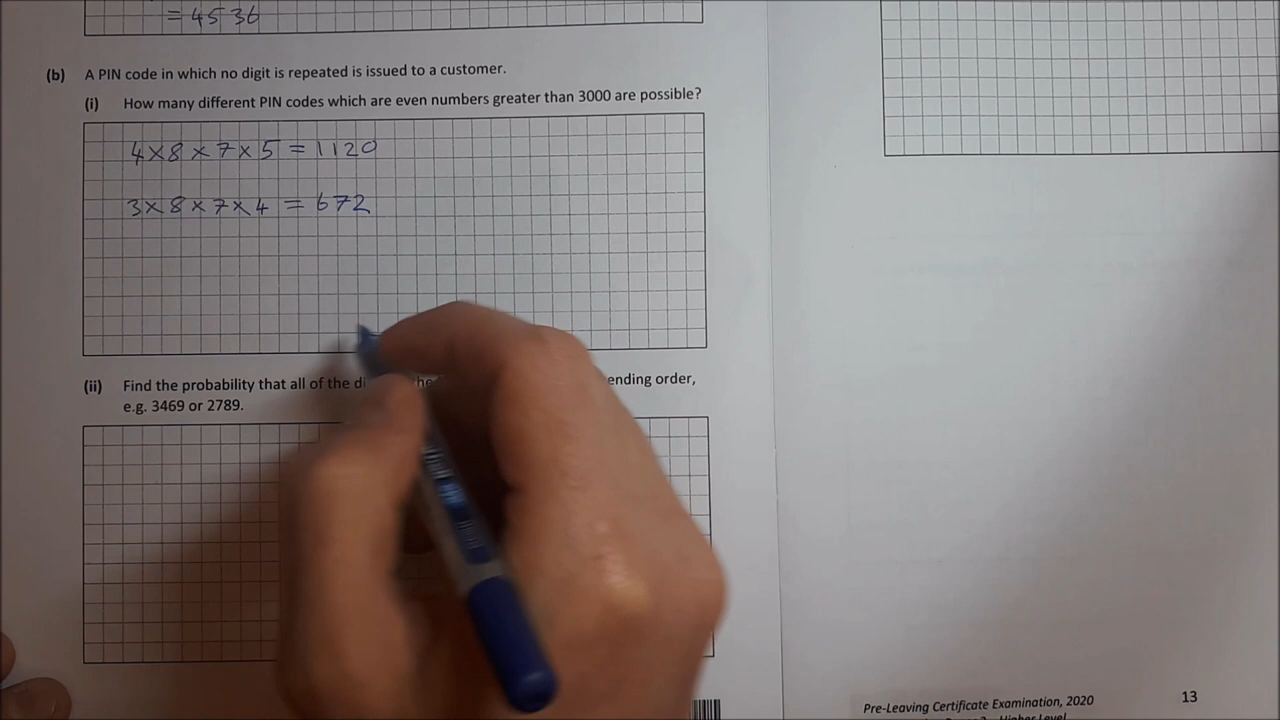 = 4536
(b) A PIN code in which no digit is repeated is issued to a customer.
(i) How many different PIN codes which are even numbers greater than 3000 are possible?
4×8×7×5 = 1120
3×8×7×4 = 672
(ii) Find the probability that all of the
ending order,
e.g. 3469 or 2789.
Pre-Leaving Certificate Examination, 2020
13
Higher Level